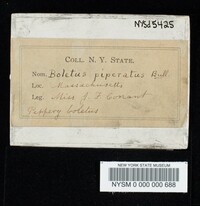 NYSd5425
COLL. N. Y. STATE.
Nom. Boletus piperatus Bull.
Loc. Massachusetts
Leg. Miss J. F. Conant
Peppery boletus
NEW YORK STATE MUSEUM
NYSM 0 000 000 688